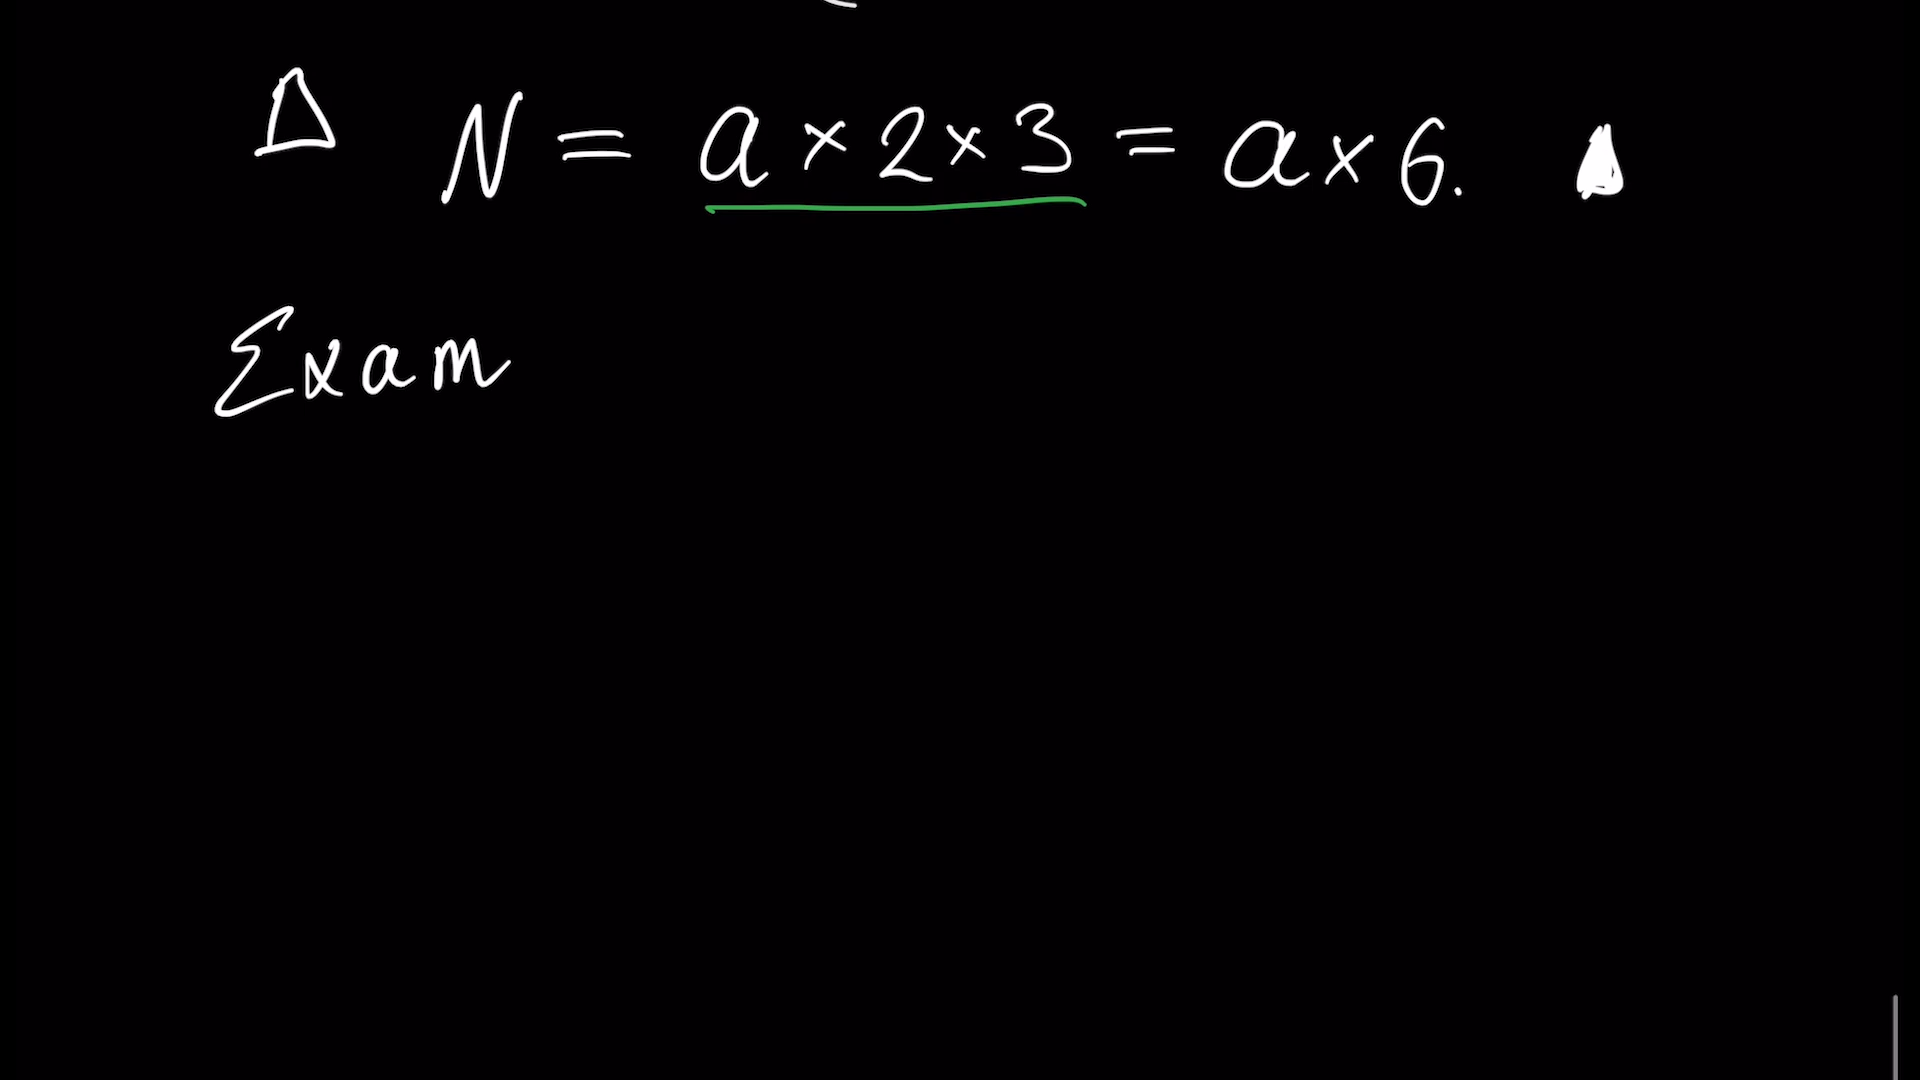 Δ N = a × 2 × 3 = a × 6. ▲
Exam